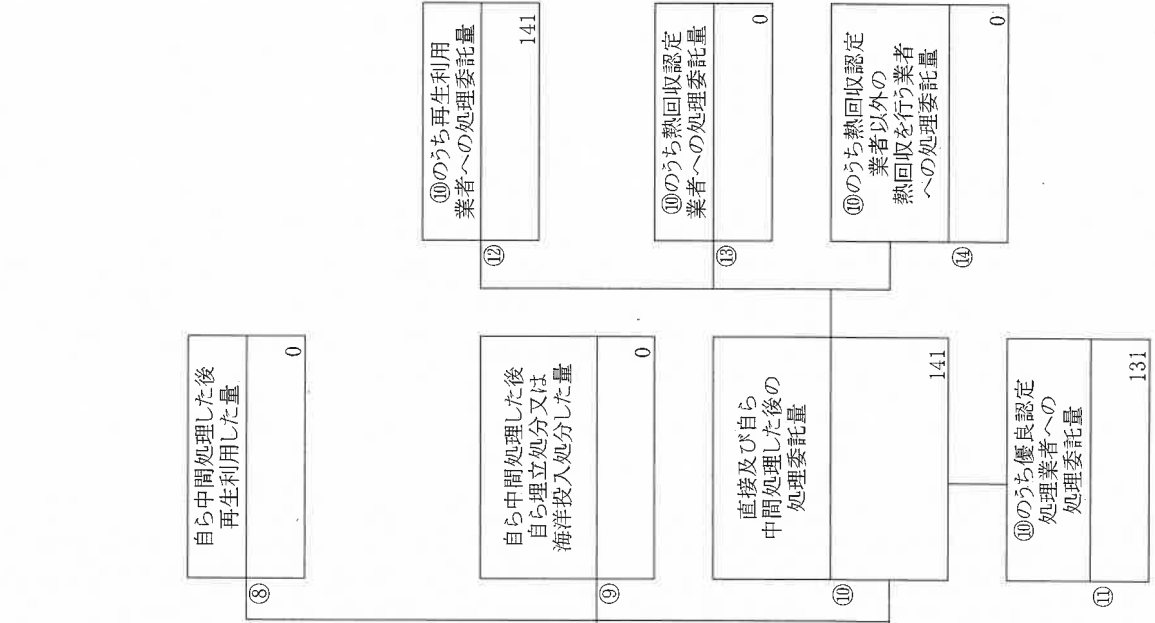 ⑧
自ら中間処理した後
再生利用した量
0
⑨
自ら中間処理した後
自ら埋立処分又は
海洋投入処分した量
0
⑩
直接及び自ら
中間処理した後の
処理委託量
141
⑪
⑩のうち優良認定
処理業者への
処理委託量
131
⑫
⑩のうち再生利用
業者への処理委託量
141
⑬
⑩のうち熱回収認定
業者への処理委託量
0
⑭
⑩のうち熱回収認定
業者以外の
熱回収を行う業者
への処理委託量
0